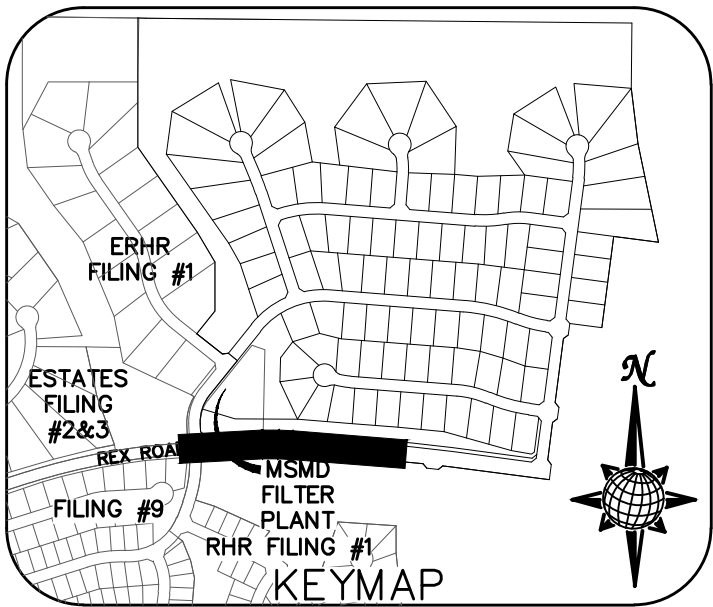 N
ERHR
FILING #1
ESTATES
FILING
#2&3
REX ROAD
MSMD
FILTER
PLANT
FILING #9
RHR FILING #1
KEYMAP